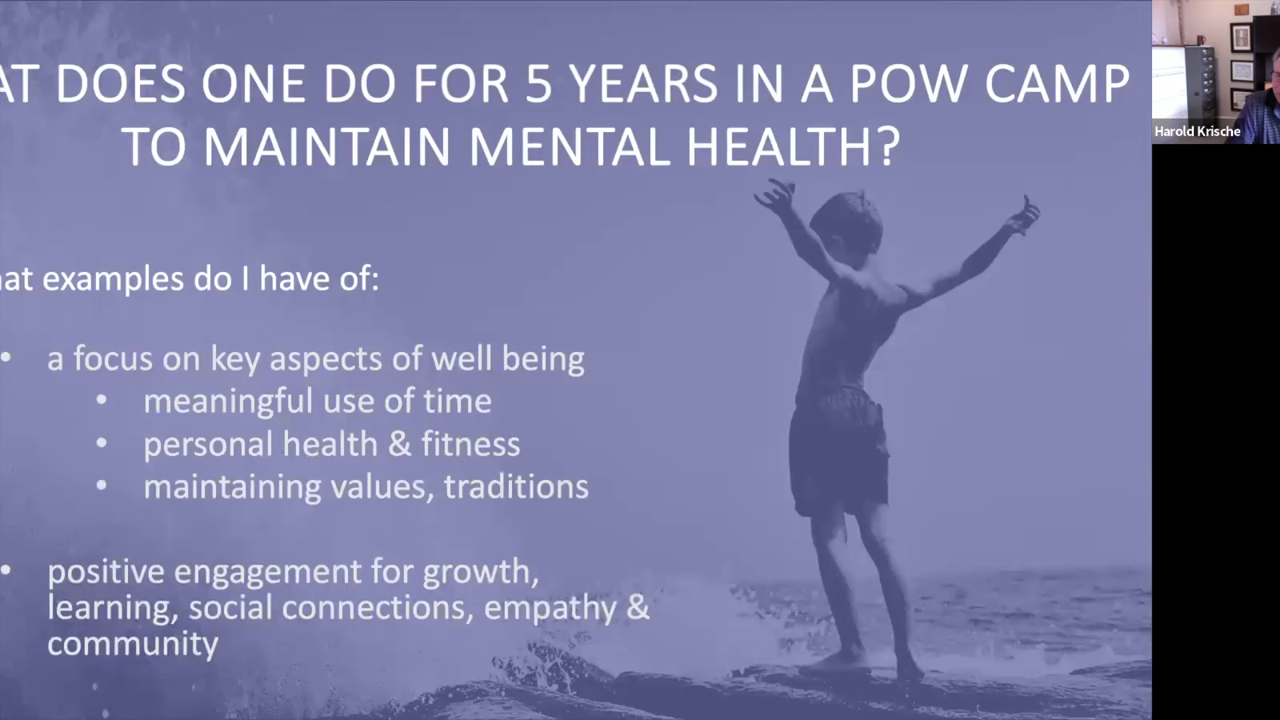 AT DOES ONE DO FOR 5 YEARS IN A POW CAMP
TO MAINTAIN MENTAL HEALTH?
at examples do I have of:
• a focus on key aspects of well being
• meaningful use of time
• personal health & fitness
• maintaining values, traditions
• positive engagement for growth,
learning, social connections, empathy &
community
Harold Krische